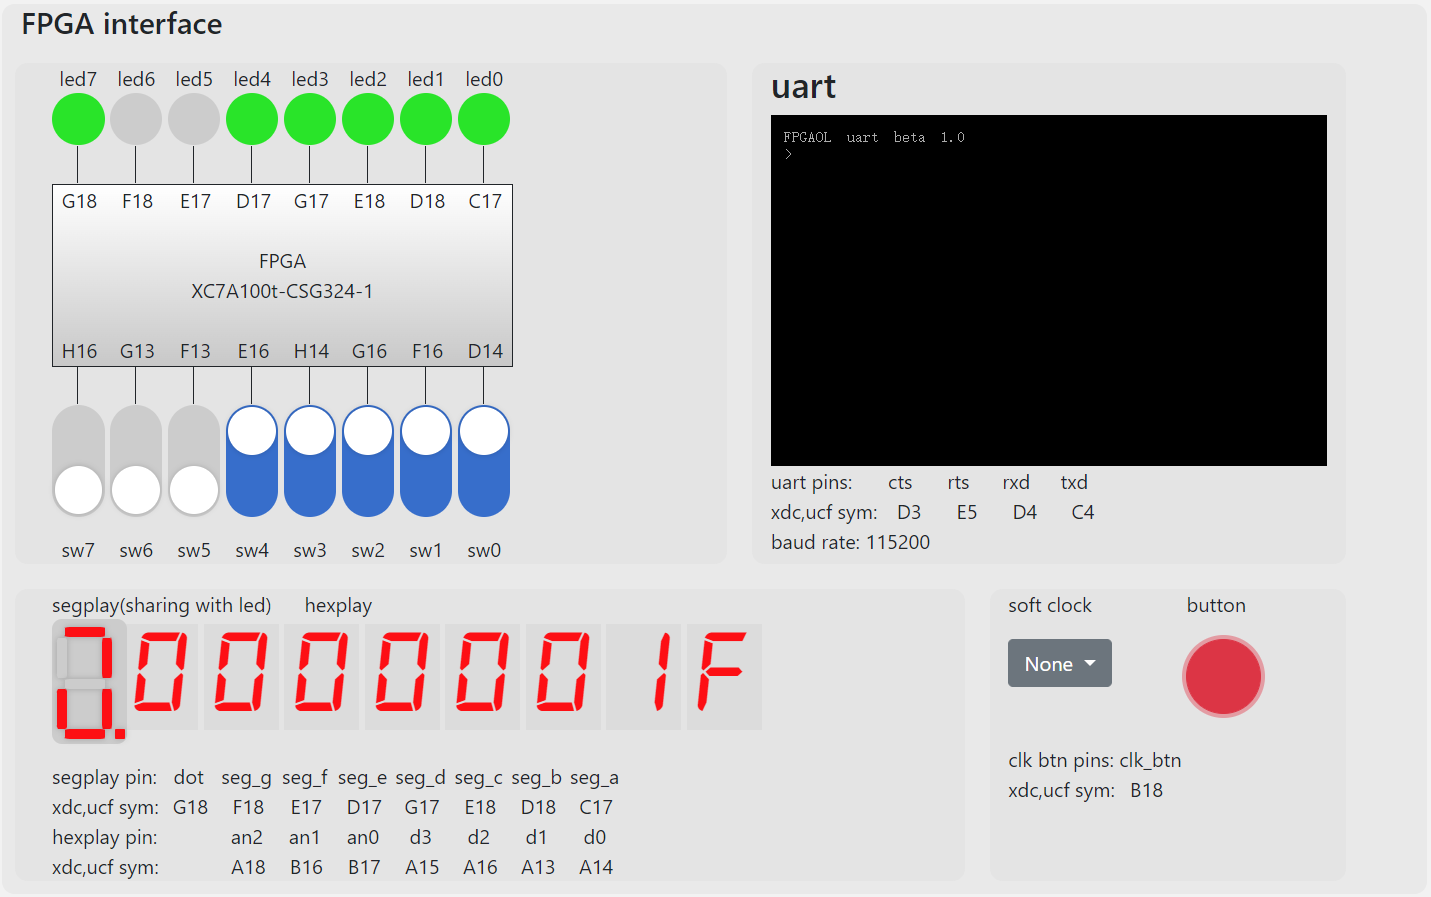 FPGA interface
led7 led6 led5 led4 led3 led2 led1 led0
G18 F18 E17 D17 G17 E18 D18 C17
FPGA
XC7A100t-CSG324-1
H16 G13 F13 E16 H14 G16 F16 D14
sw7 sw6 sw5 sw4 sw3 sw2 sw1 sw0
uart
FPGAOL uart beta 1.0
>
uart pins: cts rts rxd txd
xdc,ucf sym: D3 E5 D4 C4
baud rate: 115200
segplay(sharing with led) hexplay
0000001F
segplay pin: dot seg_g seg_f seg_e seg_d seg_c seg_b seg_a
xdc,ucf sym: G18 F18 E17 D17 G17 E18 D18 C17
hexplay pin: an2 an1 an0 d3 d2 d1 d0
xdc,ucf sym: A18 B16 B17 A15 A16 A13 A14
soft clock button
None
clk btn pins: clk_btn
xdc,ucf sym: B18